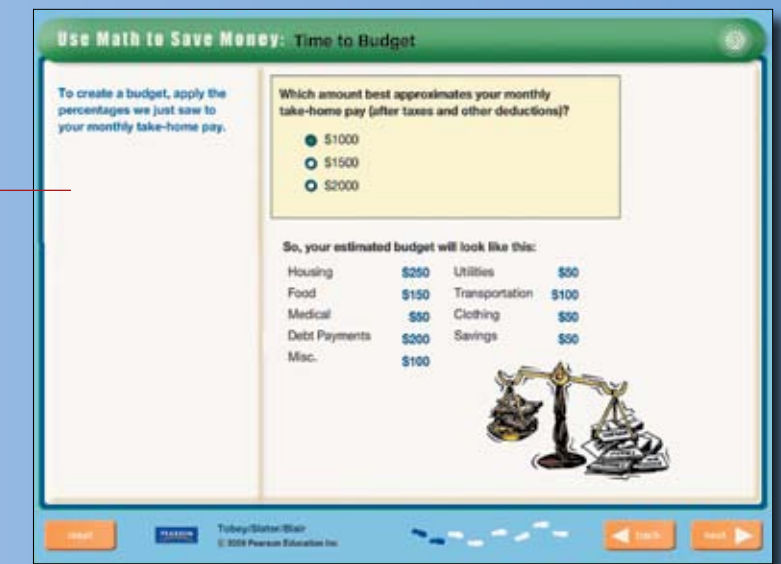 Use Math to Save Money: Time to Budget
To create a budget, apply the
percentages we just saw to
your monthly take-home pay.
Which amount best approximates your monthly
take-home pay (after taxes and other deductions)?
$1000
$1500
$2000
So, your estimated budget will look like this:
Housing $250 Utilities $50
Food $150 Transportation $100
Medical $50 Clothing $50
Debt Payments $200 Savings $50
Misc. $100
PEARSON
Tobey/Slater/Blair
© 2009 Pearson Education Inc
reset
back
next